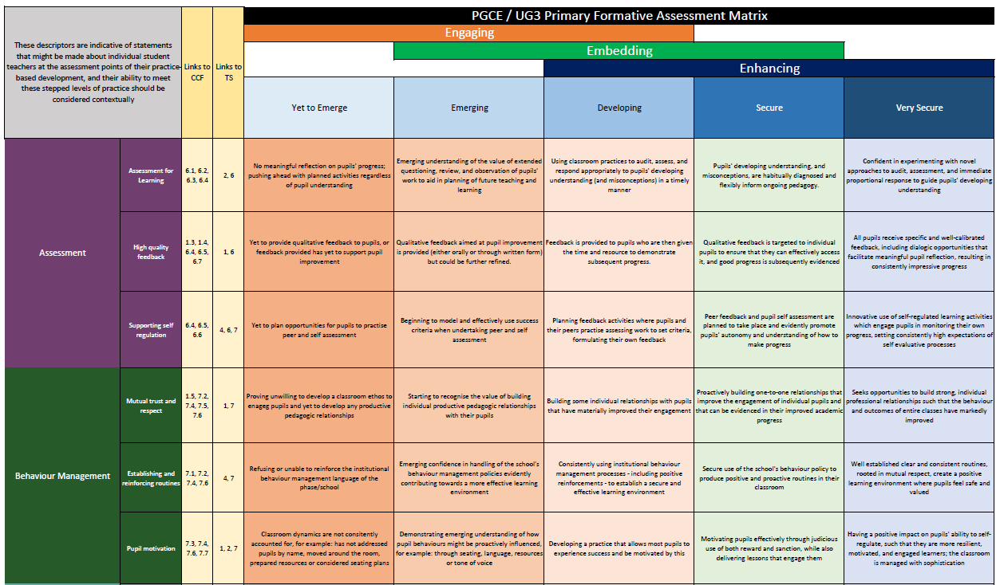 PGCE / UG3 Primary Formative Assessment Matrix
Engaging
Embedding
Enhancing
These descriptors are indicative of statements
that might be made about individual student
teachers at the assessment points of their practice-
based development, and their ability to meet
these stepped levels of practice should be
considered contextually
Links to
CCF
Links to
TS
Yet to Emerge
Emerging
Developing
Secure
Very Secure
Assessment
Assessment for
Learning
6.1, 6.2,
6.3, 6.4
2, 6
No meaningful reflection on pupils' progress;
pushing ahead with planned activities regardless
of pupil understanding
Emerging understanding of the value of extended
questioning, review, and observation of pupils'
work to aid in planning of future teaching and
learning
Using classroom practices to audit, assess, and
respond appropriately to pupils' developing
understanding (and misconceptions) in a timely
manner
Pupils' developing understanding, and
misconceptions, are habitually diagnosed and
flexibly inform ongoing pedagogy.
Confident in experimenting with novel
approaches to audit, assessment, and immediate
proportional response to guide pupils' developing
understanding
High quality
feedback
1.3, 1.4,
6.4, 6.5,
6.7
1, 6
Yet to provide qualitative feedback to pupils, or
feedback provided has yet to support pupil
improvement
Qualitative feedback aimed at pupil improvement
is provided (either orally or through written form)
but could be further refined.
Feedback is provided to pupils who are then given
the time and resource to demonstrate
subsequent progress.
Qualitative feedback is targeted to individual
pupils to ensure that they can effectively access
it, and good progress is subsequently evidenced
All pupils receive specific and well-calibrated
feedback, including dialogic opportunities that
facilitate meaningful pupil reflection, resulting in
consistently impressive progress
Supporting self
regulation
6.4, 6.5,
6.6
4, 6, 7
Yet to plan opportunities for pupils to practise
peer and self assessment
Beginning to model and effectively use success
criteria when undertaking peer and self
assessment
Planning feedback activities where pupils and
their peers practise assessing work to set criteria,
formulating their own feedback
Peer feedback and pupil self assessment are
planned to take place and evidently promote
pupils' autonomy and understanding of how to
make progress
Innovative use of self-regulated learning activities
which engage pupils in monitoring their own
progress, setting consistently high expectations of
self evaluative processes
Behaviour Management
Mutual trust and
respect
1.5, 7.2,
7.4, 7.5,
7.6
1, 7
Proving unwilling to develop a classroom ethos to
enageg pupils and yet to develop any productive
pedagogic relationships
Starting to recognise the value of building
individual productive pedagogic relationships
with their pupils
Building some individual relationships with pupils
that have materially improved their engagement
Proactively building one-to-one relationships that
improve the engagement of individual pupils and
that can be evidenced in their improved academic
progress
Seeks opportunities to build strong, individual
professional relationships such that the behaviour
and outcomes of entire classes have markedly
improved
Establishing and
reinforcing routines
7.1, 7.2,
7.4, 7.6
4, 7
Refusing or unable to reinforce the institutional
behaviour management language of the
phase/school
Emerging confidence in handling of the school's
behaviour management policies evidently
contributing towards a more effective learning
environment
Consistently using institutional behaviour
management processes - including positive
reinforcements - to establish a secure and
effective learning environment
Secure use of the school's behaviour policy to
produce positive and proactive routines in their
classroom
Well established clear and consistent routines,
rooted in mutual respect, create a positive
learning environment where pupils feel safe and
valued
Pupil motivation
7.3, 7.4,
7.6, 7.7
1, 2, 7
Classroom dynamics are not consitently
accounted for, for example: has not addressed
pupils by name, moved around the room,
prepared resources or considered seating plans
Demonstrating emerging understanding of how
pupil behaviours might be proactively influenced,
for example: through seating, language, resources
or tone of voice
Developing a practice that allows most pupils to
experience success and be motivated by this
Motivating pupils effectively through judicious
use of both reward and sanction, while also
delivering lessons that engage them
Having a positive impact on pupils' ability to self-
regulate, such that they are more resilient,
motivated, and engaged learners; the classroom
is managed with sophistication